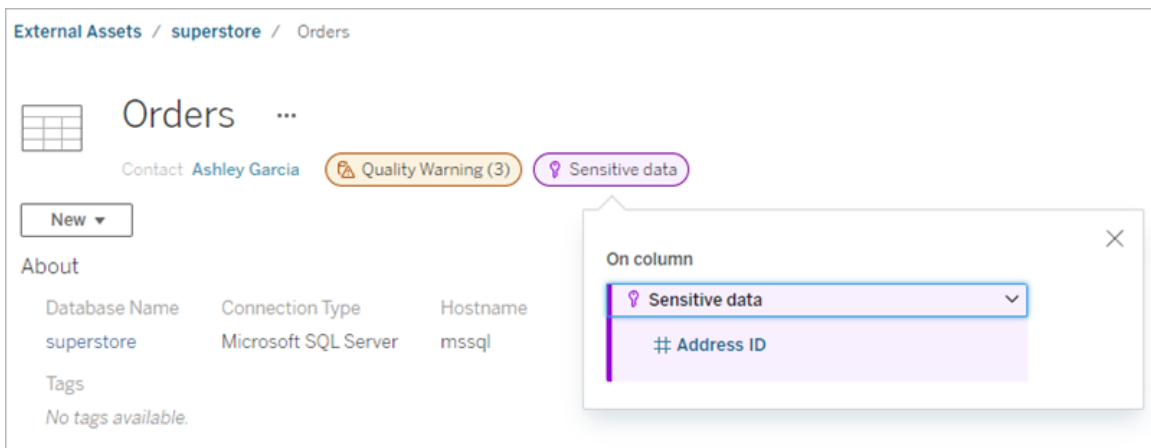 External Assets / superstore / Orders
Orders ...
Contact Ashley Garcia Quality Warning (3) Sensitive data
New
About
Database Name Connection Type Hostname
superstore Microsoft SQL Server mssql
Tags
No tags available.
On column
Sensitive data
# Address ID